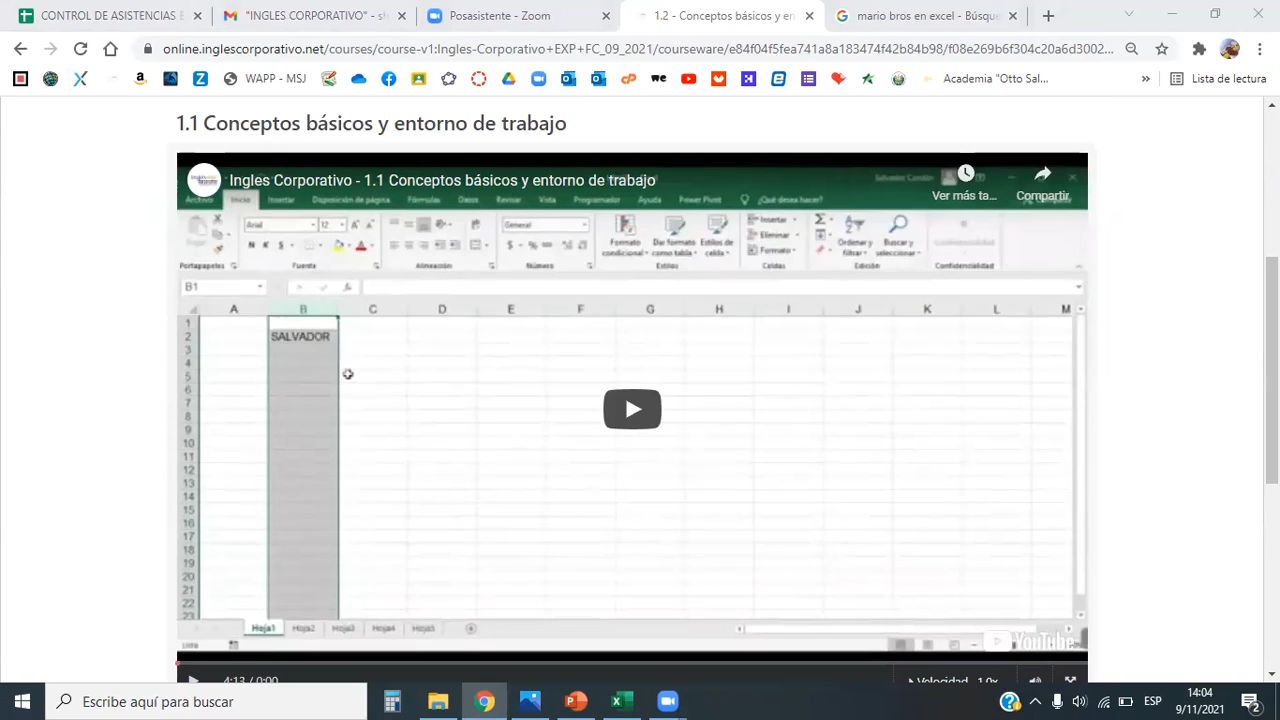 CONTROL DE ASISTENCIAS E
"INGLES CORPORATIVO" - sh
Posasistente - Zoom
1.2 - Conceptos básicos y en
mario bros en excel - Búsque
online.inglescorporativo.net/courses/course-v1:Ingles-Corporativo+EXP+FC_09_2021/courseware/e84f04f5fea741a8a183474f42b84b98/f08e269b6f304c20a6d3002...
WAPP - MSJ
Academia "Otto Sal...
»
Lista de lectura
1.1 Conceptos básicos y entorno de trabajo
Ingles Corporativo - 1.1 Conceptos básicos y entorno de trabajo
Ver más ta...
Compartir
Archivo Inicio Insertar Disposición de página Fórmulas Datos Revisar Vista Programador Ayuda Power Pivot ¿Qué desea hacer?
Pegar
Arial 12
N K S
General
Formato condicional
Dar formato como tabla
Estilos de celda
Insertar
Eliminar
Formato
Ordenar y filtrar
Buscar y seleccionar
Confidencialidad
Portapapeles Fuente Alineación Número Estilos Celdas Edición Confidencialidad
B1
A B C D E F G H I J K L M
1
2 SALVADOR
3
4
5
6
7
8
9
10
11
12
13
14
15
16
17
18
19
20
21
22
23
Hoja1 Hoja2 Hoja3 Hoja4 Hoja5
Lista
YouTube
4:13 / 0:00
Velocidad 1.0x
Escribe aquí para buscar
ESP
14:04
9/11/2021
2